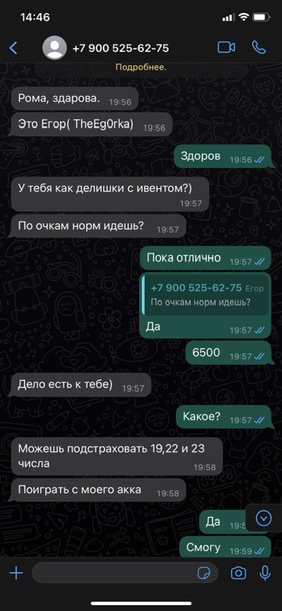 14:46
+7 900 525-62-75
Подробнее.
Рома, здарова. 19:56
Это Егор( TheEg0rka) 19:56
Здоров 19:56
У тебя как делишки с ивентом?)
19:57
По очкам норм идешь? 19:57
Пока отлично 19:57
+7 900 525-62-75 Егор
По очкам норм идешь?
Да 19:57
6500 19:57
Дело есть к тебе) 19:57
Какое? 19:57
Можешь подстраховать 19,22 и 23
числа 19:58
Поиграть с моего акка 19:58
Да
Смогу 19:59